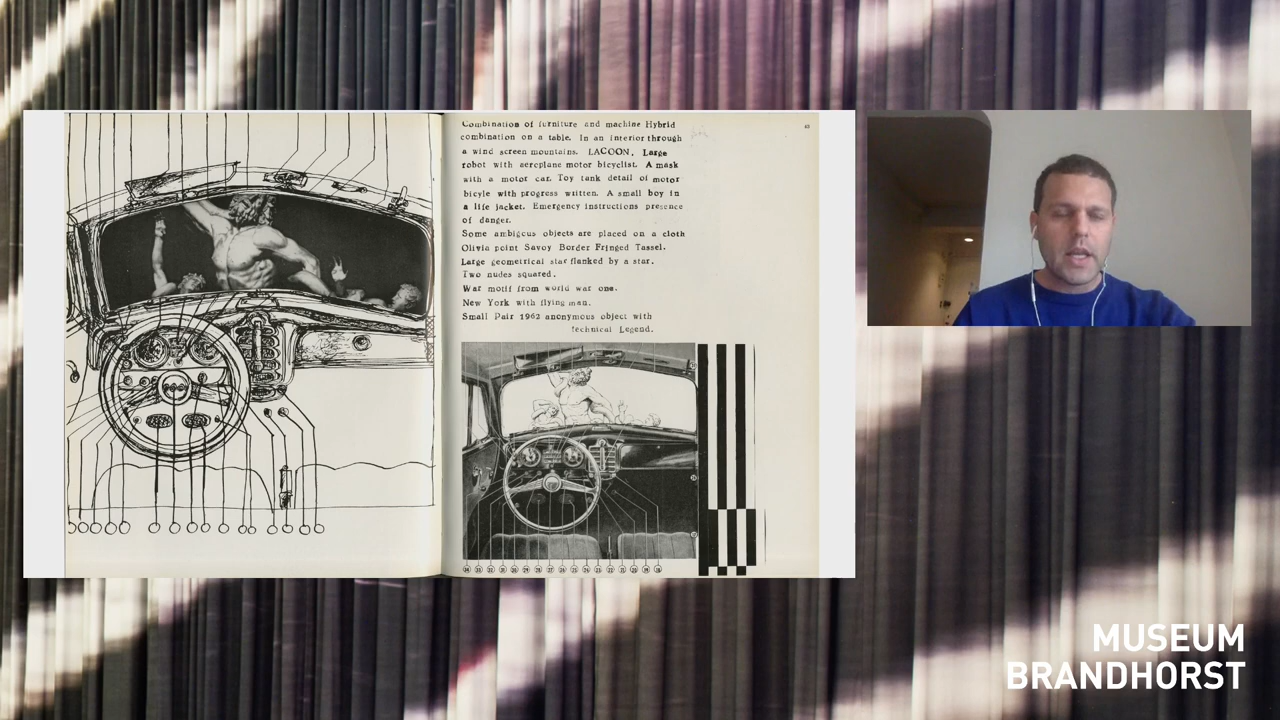 Combination of furniture and machine Hybrid
combination on a table. In an interior through
a wind screen mountains. LACOON. Large
robot with aeroplane motor bicyclist. A mask
with a motor car. Toy tank detail of motor
bicyle with progress written. A small boy in
a life jacket. Emergency instructions presence
of danger.
Some ambigous objects are placed on a cloth
Olivia point Savoy Border Fringed Tassel.
Large geometrical star flanked by a star.
Two nudes squared.
War motif from world war one.
New York with flying man.
Small Pair 1962 anonymous object with
Technical Legend.
MUSEUM
BRANDHORST